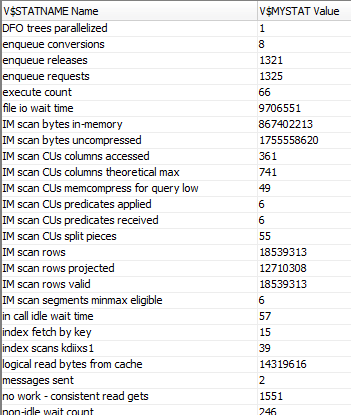 V$STATNAME Name V$MYSTAT Value
DFO trees parallelized 1
enqueue conversions 8
enqueue releases 1321
enqueue requests 1325
execute count 66
file io wait time 9706551
IM scan bytes in-memory 867402213
IM scan bytes uncompressed 1755558620
IM scan CUs columns accessed 361
IM scan CUs columns theoretical max 741
IM scan CUs memcompress for query low 49
IM scan CUs predicates applied 6
IM scan CUs predicates received 6
IM scan CUs split pieces 55
IM scan rows 18539313
IM scan rows projected 12710308
IM scan rows valid 18539313
IM scan segments minmax eligible 6
in call idle wait time 57
index fetch by key 15
index scans kdiixs1 39
logical read bytes from cache 14319616
messages sent 2
no work - consistent read gets 1551
non-idle wait count 246